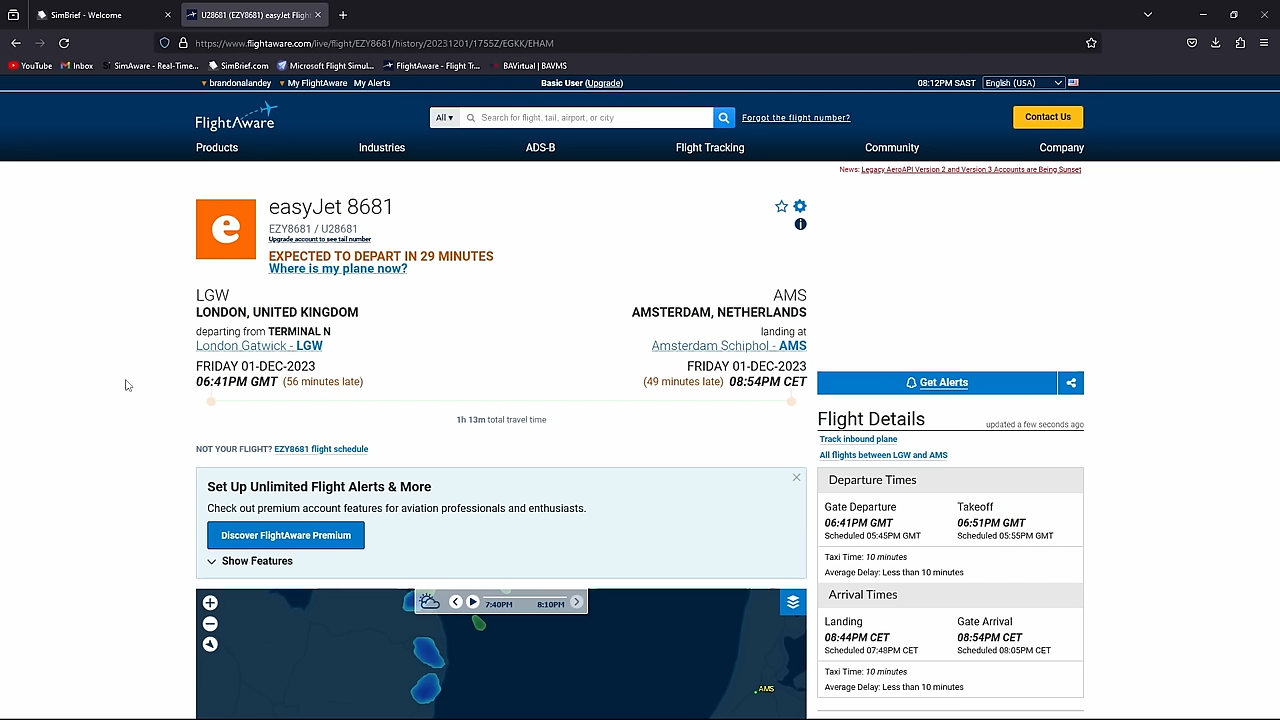 SimBrief - Welcome
U28681 (EZY8681) easyJet Flight
https://www.flightaware.com/live/flight/EZY8681/history/20231201/1755Z/EGKK/EHAM
YouTube
Inbox
SimAware - Real-Time...
SimBrief.com
Microsoft Flight Simul...
FlightAware - Flight Tr...
BAVirtual | BAVMS
▾ brandonalandey ▾ My FlightAware My Alerts
Basic User (Upgrade)
08:12PM SAST
English (USA)
FlightAware
All ▾
Search for flight, tail, airport, or city
Forgot the flight number?
Contact Us
Products
Industries
ADS-B
Flight Tracking
Community
Company
News: Legacy AeroAPI Version 2 and Version 3 Accounts are Being Sunset
e
easyJet 8681
EZY8681 / U28681
Upgrade account to see tail number
EXPECTED TO DEPART IN 29 MINUTES
Where is my plane now?
LGW
LONDON, UNITED KINGDOM
departing from TERMINAL N
London Gatwick - LGW
FRIDAY 01-DEC-2023
06:41PM GMT (56 minutes late)
AMS
AMSTERDAM, NETHERLANDS
landing at
Amsterdam Schiphol - AMS
FRIDAY 01-DEC-2023
(49 minutes late) 08:54PM CET
1h 13m total travel time
NOT YOUR FLIGHT? EZY8681 flight schedule
Set Up Unlimited Flight Alerts & More
Check out premium account features for aviation professionals and enthusiasts.
Discover FlightAware Premium
Show Features
7:40PM
8:10PM
AMS
Get Alerts
Flight Details
updated a few seconds ago
Track inbound plane
All flights between LGW and AMS
Departure Times
Gate Departure
06:41PM GMT
Scheduled 05:45PM GMT
Takeoff
06:51PM GMT
Scheduled 05:55PM GMT
Taxi Time: 10 minutes
Average Delay: Less than 10 minutes
Arrival Times
Landing
08:44PM CET
Scheduled 07:48PM CET
Gate Arrival
08:54PM CET
Scheduled 08:05PM CET
Taxi Time: 10 minutes
Average Delay: Less than 10 minutes